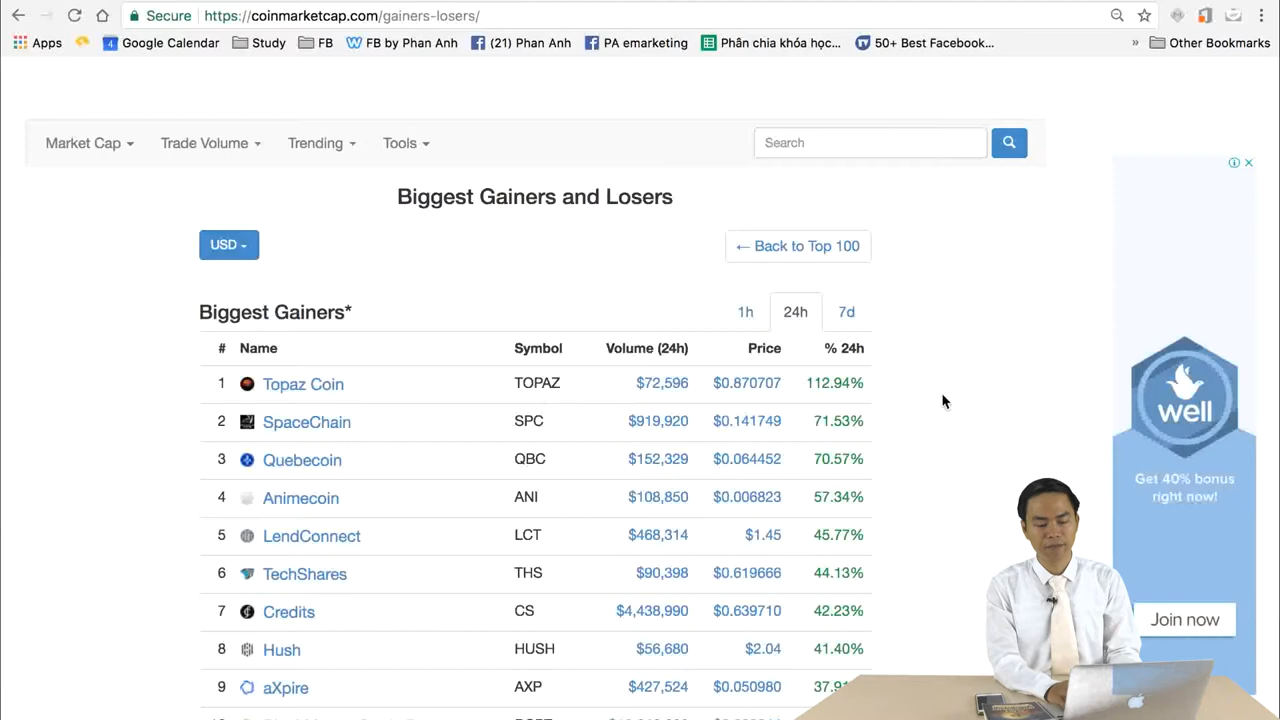 Secure https://coinmarketcap.com/gainers-losers/
Apps Google Calendar Study FB FB by Phan Anh (21) Phan Anh PA emarketing Phân chia khóa học... 50+ Best Facebook... » Other Bookmarks
Market Cap Trade Volume Trending Tools Search
Biggest Gainers and Losers
USD ← Back to Top 100
Biggest Gainers* 1h 24h 7d
# Name Symbol Volume (24h) Price % 24h
1 Topaz Coin TOPAZ $72,596 $0.870707 112.94%
2 SpaceChain SPC $919,920 $0.141749 71.53%
3 Quebecoin QBC $152,329 $0.064452 70.57%
4 Animecoin ANI $108,850 $0.006823 57.34%
5 LendConnect LCT $468,314 $1.45 45.77%
6 TechShares THS $90,398 $0.619666 44.13%
7 Credits CS $4,438,990 $0.639710 42.23%
8 Hush HUSH $56,680 $2.04 41.40%
9 aXpire AXP $427,524 $0.050980
well
Get 40% bonus
right now!
Join now